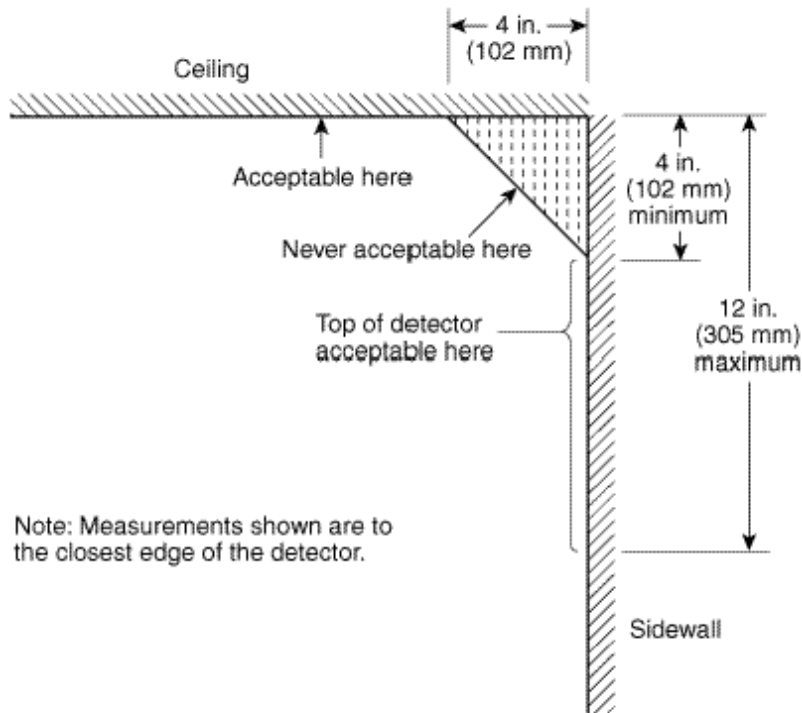 4 in.
(102 mm)
Ceiling
Acceptable here
4 in.
(102 mm)
minimum
Never acceptable here
Top of detector
acceptable here
12 in.
(305 mm)
maximum
Note: Measurements shown are to
the closest edge of the detector.
Sidewall